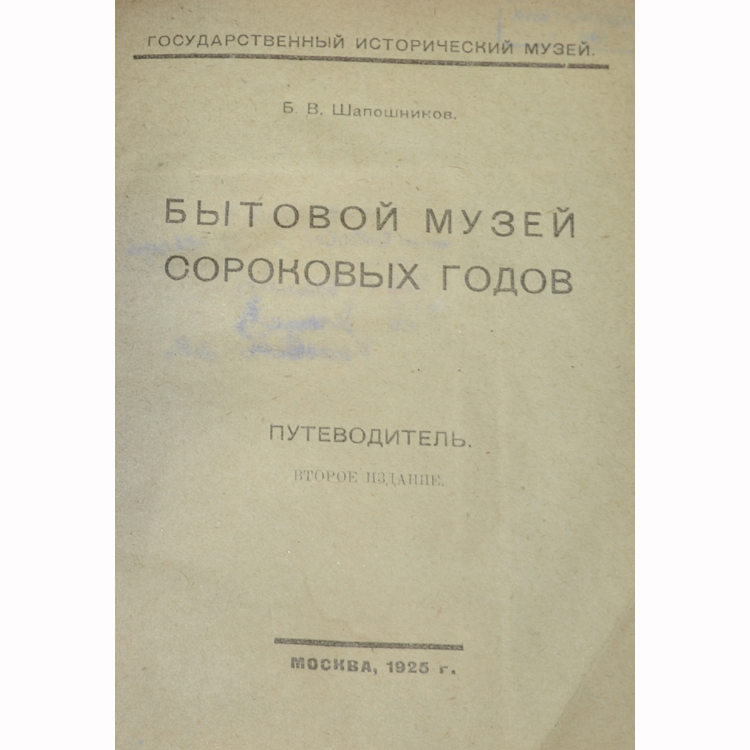 ГОСУДАРСТВЕННЫЙ ИСТОРИЧЕСКИЙ МУЗЕЙ.
Б. В. Шапошников.
БЫТОВОЙ МУЗЕЙ
СОРОКОВЫХ ГОДОВ
ПУТЕВОДИТЕЛЬ.
ВТОРОЕ ИЗДАНИЕ.
МОСКВА, 1925 г.